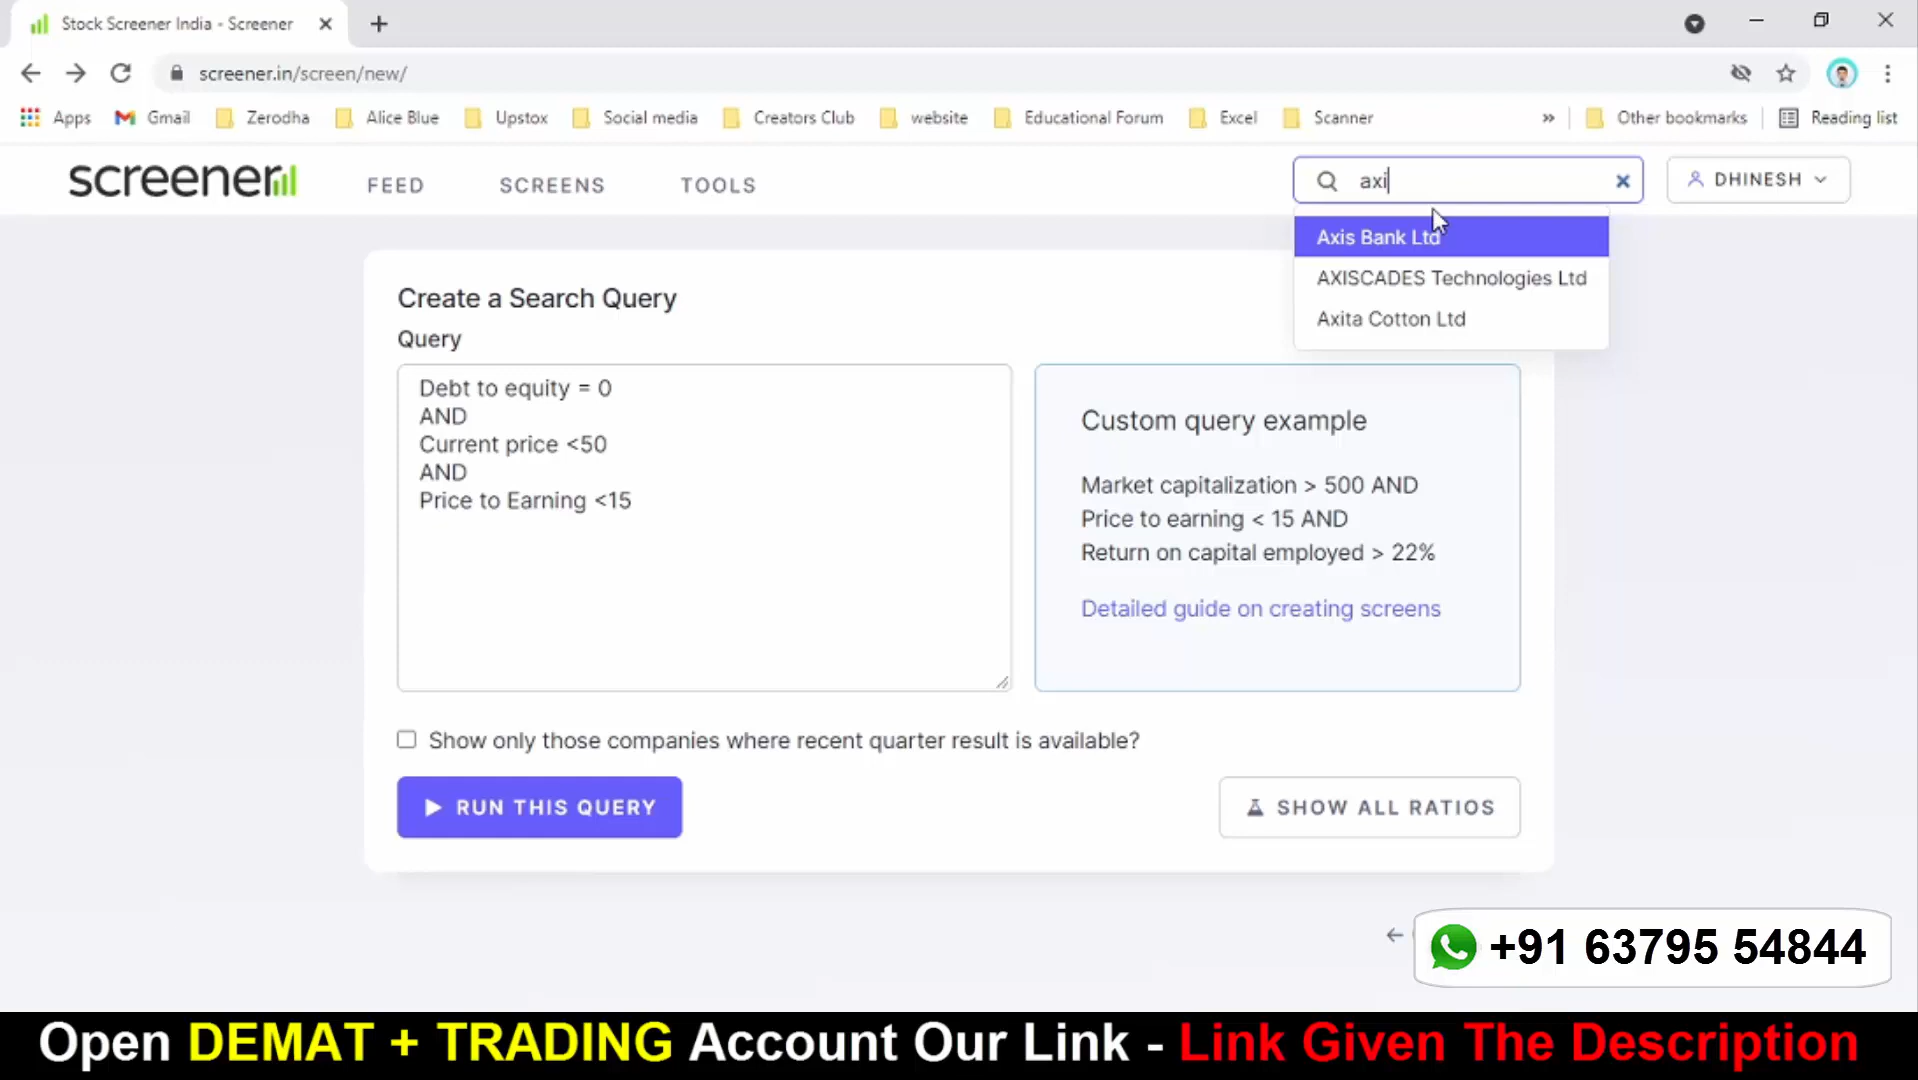 Stock Screener India - Screener
screener.in/screen/new/
Apps Gmail Zerodha Alice Blue Upstox Social media Creators Club website Educational Forum Excel Scanner » Other bookmarks Reading list
screener FEED SCREENS TOOLS axi DHINESH
Axis Bank Ltd
AXISCADES Technologies Ltd
Axita Cotton Ltd
Create a Search Query
Query
Debt to equity = 0
AND
Current price <50
AND
Price to Earning <15
Custom query example
Market capitalization > 500 AND
Price to earning < 15 AND
Return on capital employed > 22%
Detailed guide on creating screens
Show only those companies where recent quarter result is available?
RUN THIS QUERY
SHOW ALL RATIOS
+91 63795 54844
Open DEMAT + TRADING Account Our Link - Link Given The Description